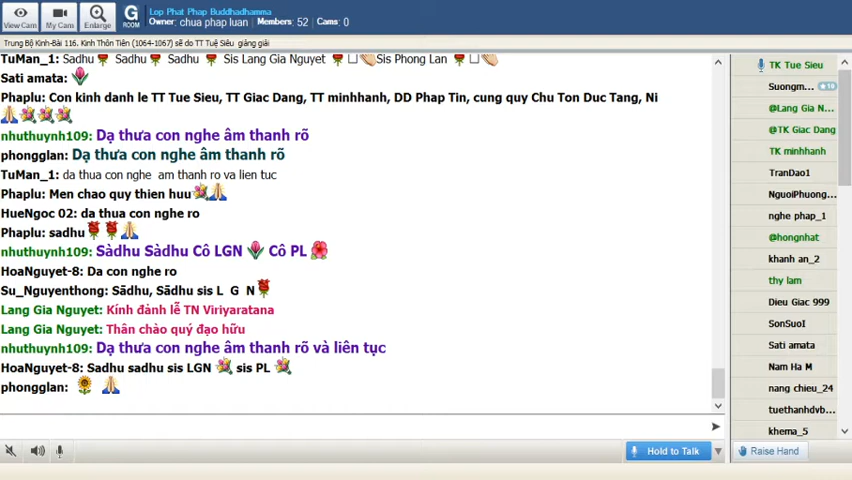 View Cam
My Cams
Enlarge
G ROOM
Lop Phat Phap Buddhadhamma
Owner: chua phap luan Members: 52 Cams: 0
Trung Bộ Kinh-Bài 116. Kinh Thôn Tiên (1064-1067) sẽ do TT Tuệ Siêu giảng giải
TuMan_1: Sadhu Sadhu Sadhu Sis Lang Gia Nguyet Sis Phong Lan
Sati amata:
Phaplu: Con kinh danh le TT Tue Sieu, TT Giac Dang, TT minhhanh, DD Phap Tin, cung quy Chu Ton Duc Tang, Ni
nhuthuynh109: Dạ thưa con nghe âm thanh rõ
phongglan: Dạ thưa con nghe âm thanh rõ
TuMan_1: da thua con nghe am thanh ro va lien tuc
Phaplu: Men chao quy thien huu
HueNgoc 02: da thua con nghe ro
Phaplu: sadhu
nhuthuynh109: Sàdhu Sàdhu Cô LGN Cô PL
HoaNguyet-8: Da con nghe ro
Su_Nguyenthong: Sādhu, Sādhu sis L G N
Lang Gia Nguyet: Kính đảnh lễ TN Viriyaratana
Lang Gia Nguyet: Thân chào quý đạo hữu
nhuthuynh109: Dạ thưa con nghe âm thanh rõ và liên tục
HoaNguyet-8: Sadhu sadhu sis LGN sis PL
phongglan:
Hold to Talk
TK Tue Sieu
Suongm...
@Lang Gia N...
@TK Giac Dang
TK minhhanh
TranDao1
NguoiPhuong...
nghe phap_1
@hongnhat
khanh an_2
thy lam
Dieu Giac 999
SonSuoI
Sati amata
Nam Ha M
nang chieu_24
tuethanhdvb...
khema_5
Raise Hand